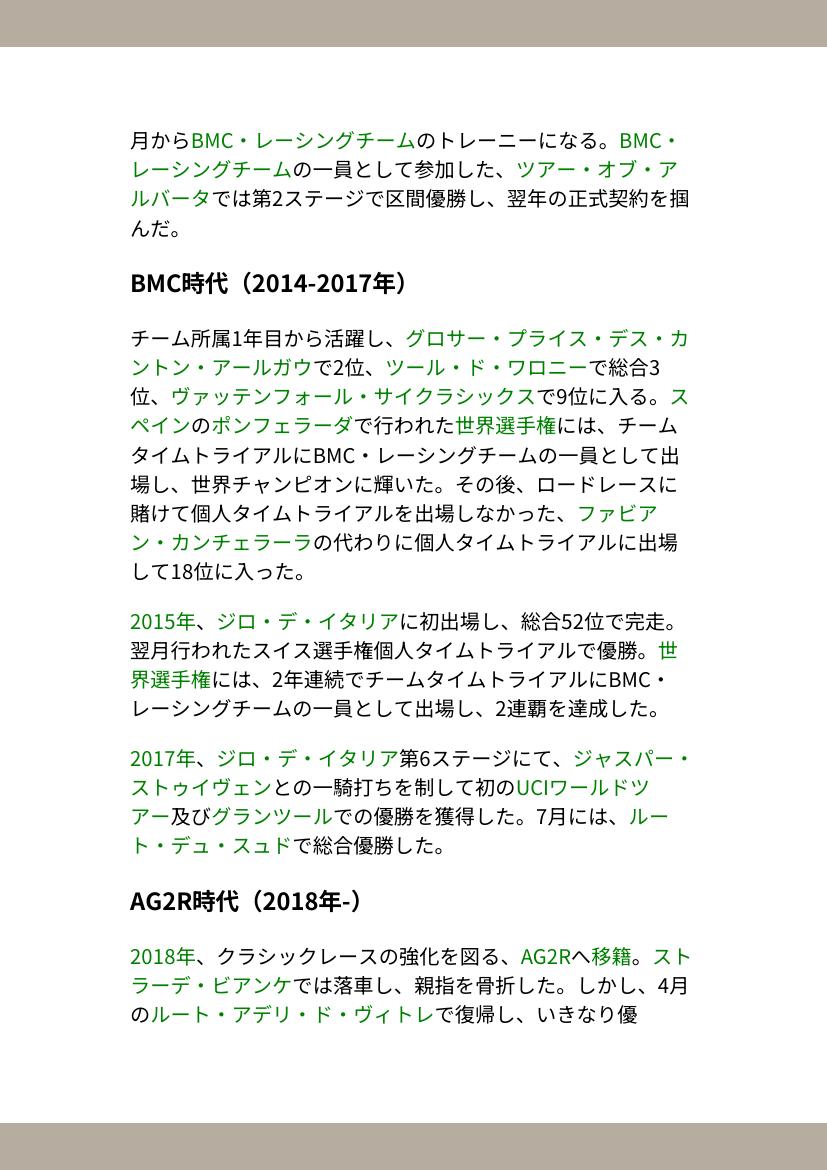 月からBMC・レーシングチームのトレーニーになる。BMC・
レーシングチームの一員として参加した、ツアー・オブ・ア
ルバータでは第2ステージで区間優勝し、翌年の正式契約を掴
んだ。
BMC時代（2014-2017年）
チーム所属1年目から活躍し、グロサー・プライス・デス・カ
ントン・アールガウで2位、ツール・ド・ワロニーで総合3
位、ヴァッテンフォール・サイクラシックスで9位に入る。ス
ペインのポンフェラーダで行われた世界選手権には、チーム
タイムトライアルにBMC・レーシングチームの一員として出
場し、世界チャンピオンに輝いた。その後、ロードレースに
賭けて個人タイムトライアルを出場しなかった、ファビア
ン・カンチェラーラの代わりに個人タイムトライアルに出場
して18位に入った。
2015年、ジロ・デ・イタリアに初出場し、総合52位で完走。
翌月行われたスイス選手権個人タイムトライアルで優勝。世
界選手権には、2年連続でチームタイムトライアルにBMC・
レーシングチームの一員として出場し、2連覇を達成した。
2017年、ジロ・デ・イタリア第6ステージにて、ジャスパー・
ストゥイヴェンとの一騎打ちを制して初のUCIワールドツ
アー及びグランツールでの優勝を獲得した。7月には、ルー
ト・デュ・スュドで総合優勝した。
AG2R時代（2018年-）
2018年、クラシックレースの強化を図る、AG2Rへ移籍。スト
ラーデ・ビアンケでは落車し、親指を骨折した。しかし、4月
のルート・アデリ・ド・ヴィトレで復帰し、いきなり優